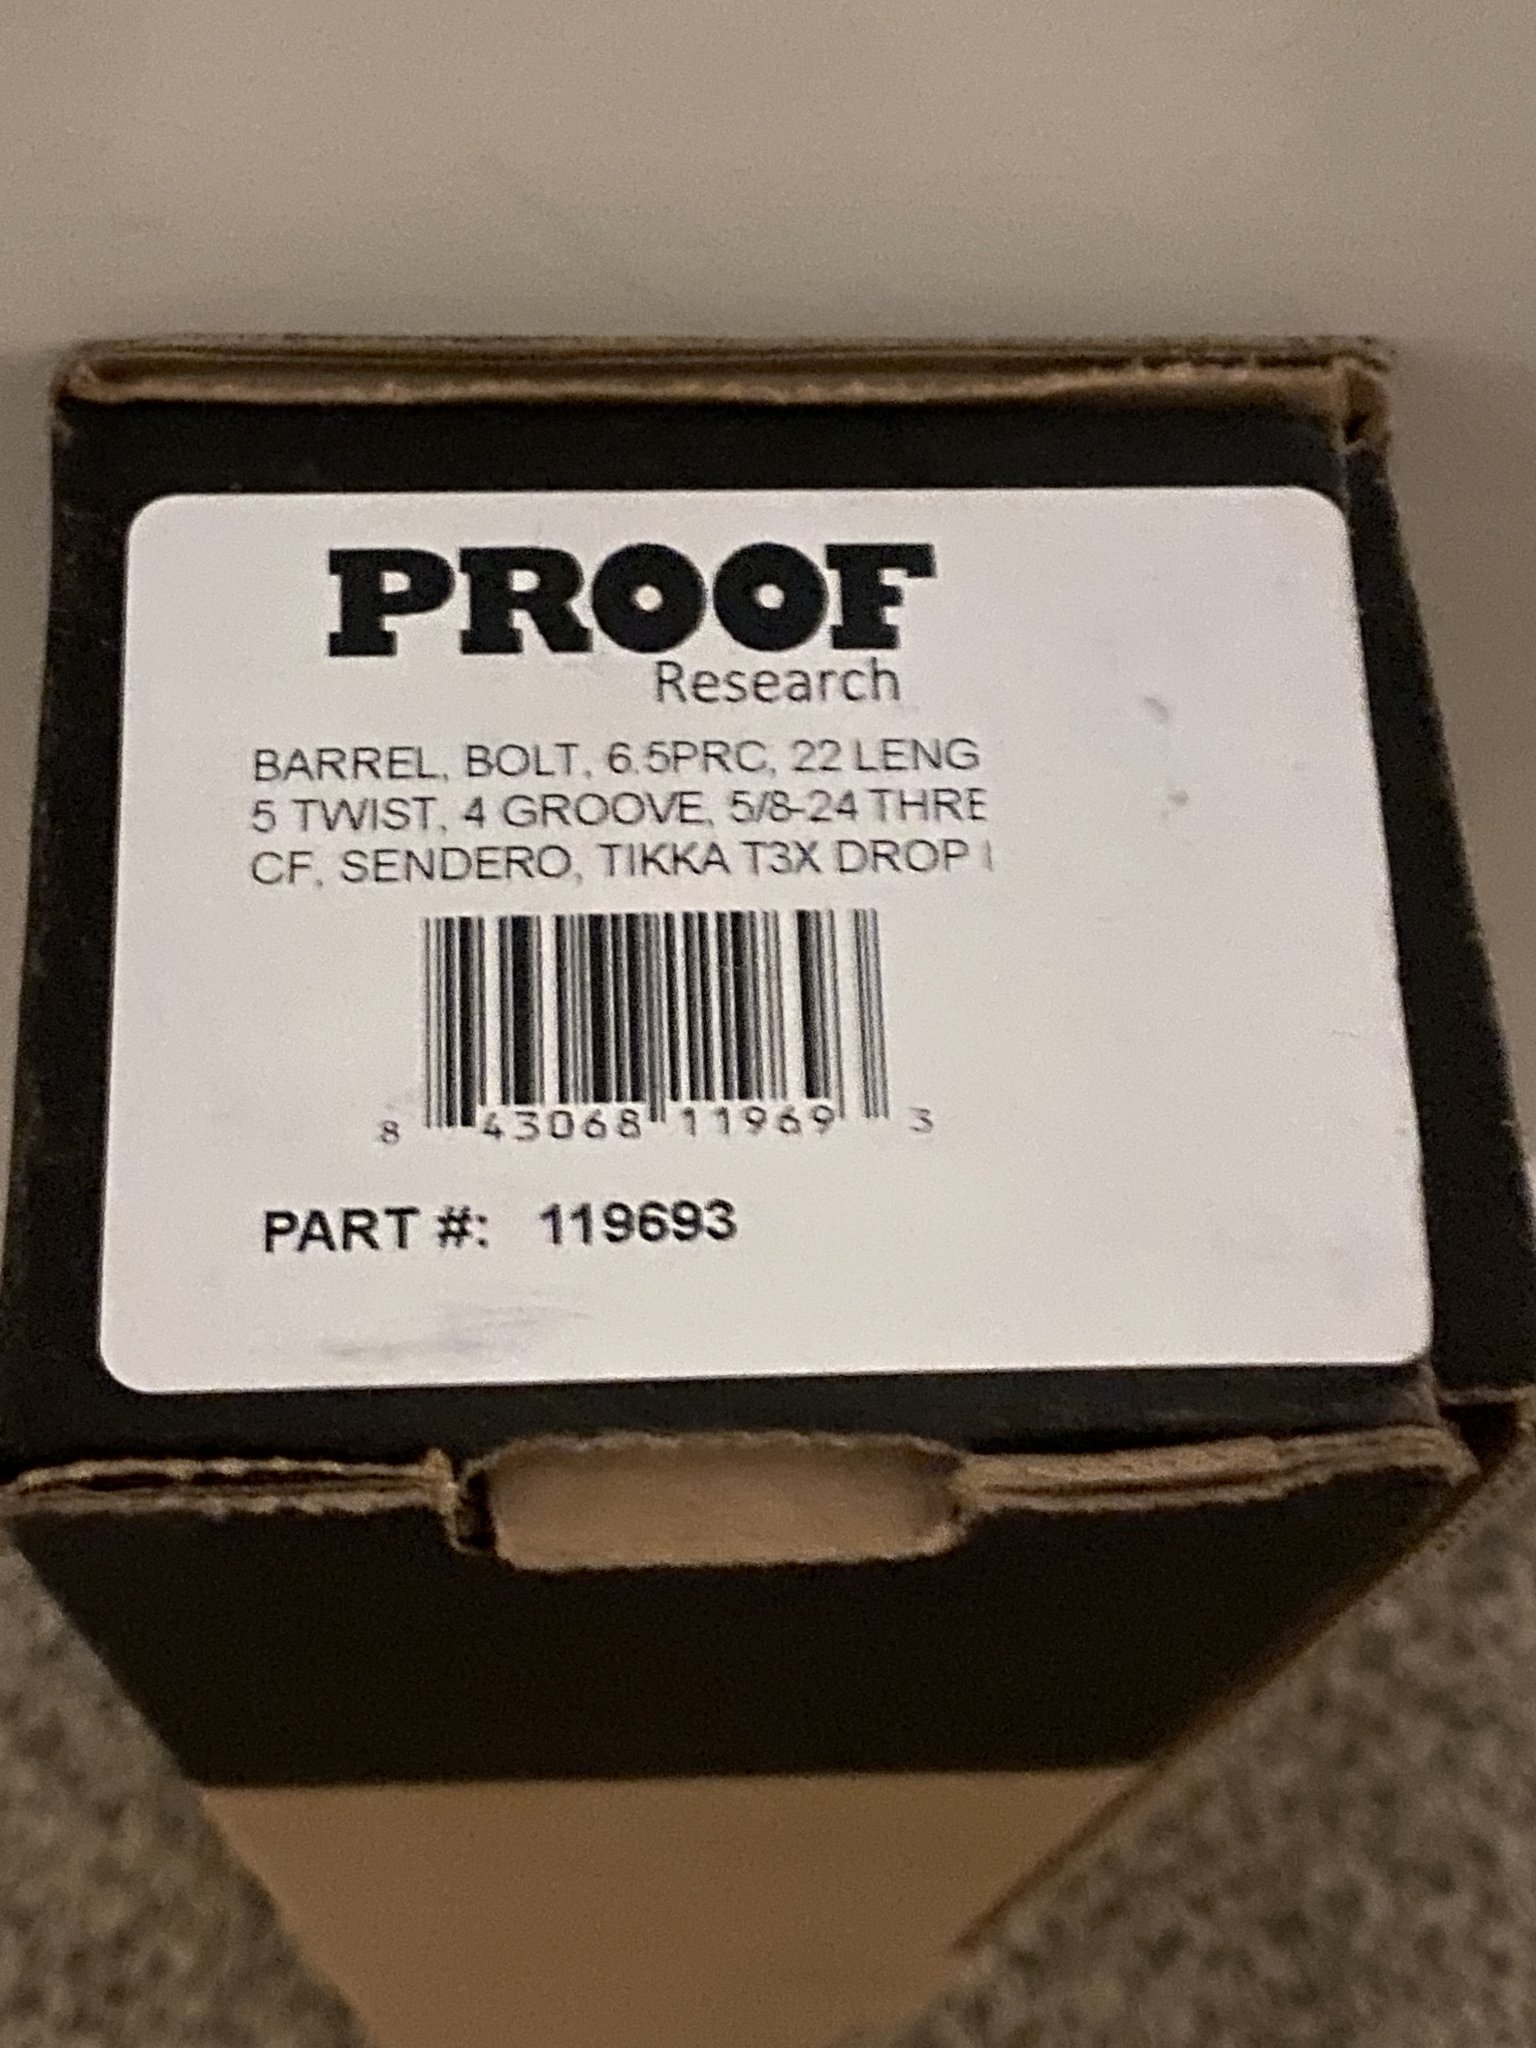 PROOF
Research
BARREL, BOLT, 6.5PRC, 22 LENG
5 TWIST, 4 GROOVE, 5/8-24 THRE
CF, SENDERO, TIKKA T3X DROP I
8 43068 11969 3
PART #: 119693